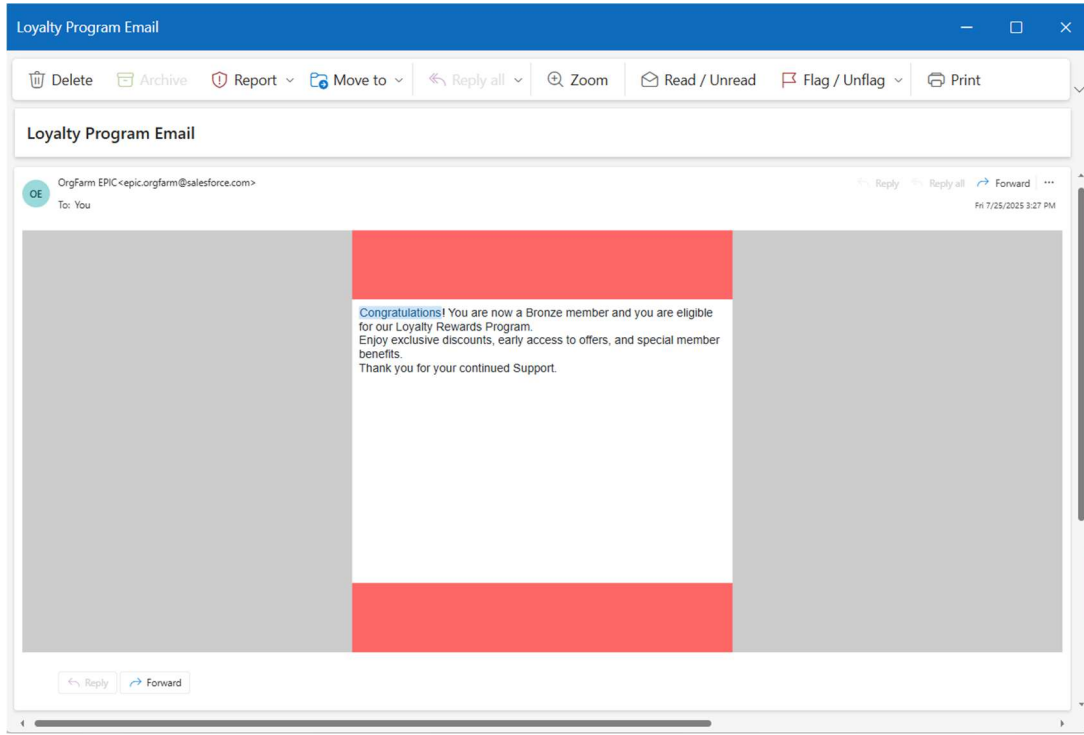 Loyalty Program Email
Delete Archive Report Move to Reply all Zoom Read / Unread Flag / Unflag Print
Loyalty Program Email
OE
OrgFarm EPIC<epic.orgfarm@salesforce.com>
Reply Reply all Forward
To: You
Fri 7/25/2025 3:27 PM
Congratulations! You are now a Bronze member and you are eligible
for our Loyalty Rewards Program.
Enjoy exclusive discounts, early access to offers, and special member
benefits.
Thank you for your continued Support.
Reply Forward